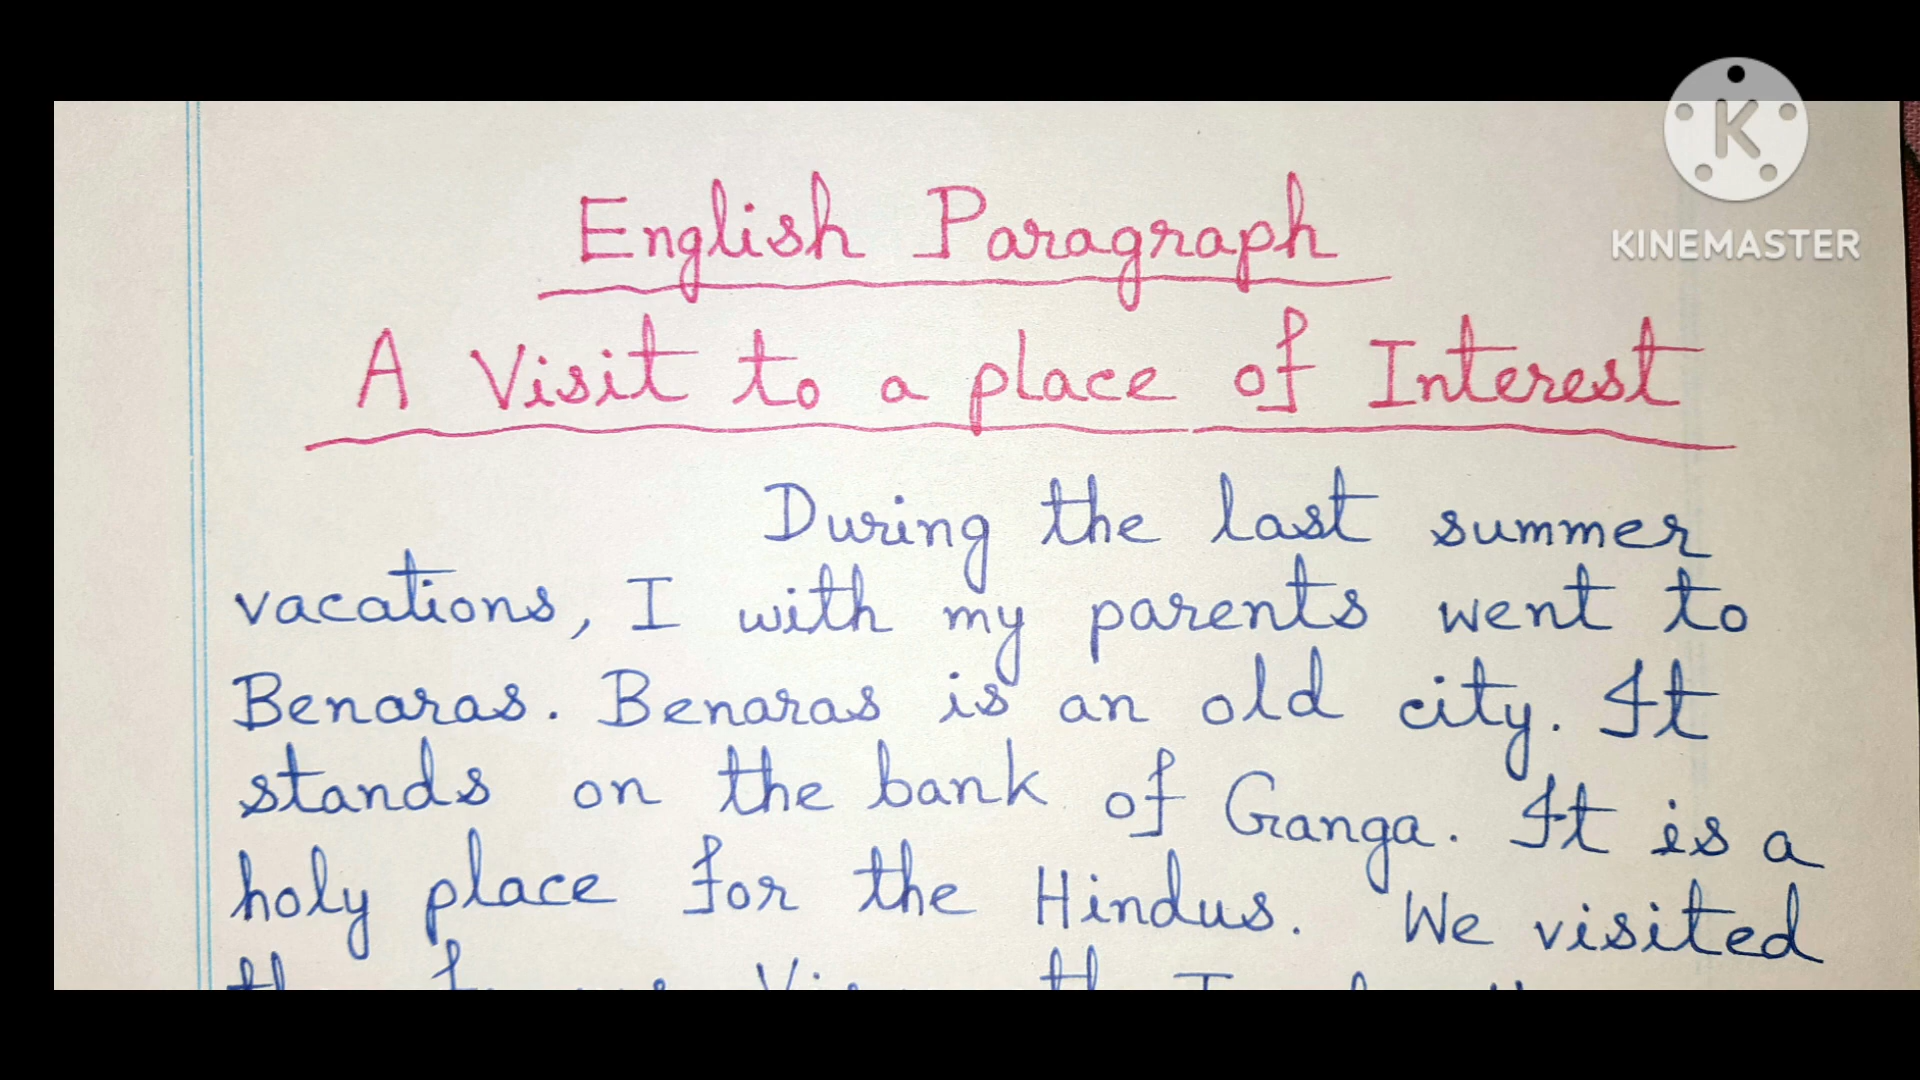 K
KINEMASTER
English Paragraph
A Visit to a place of Interest
During the last summer
vacations, I with my parents went to
Benaras. Benaras is an old city. It
stands on the bank of Ganga. It is a
holy place for the Hindus. We visited